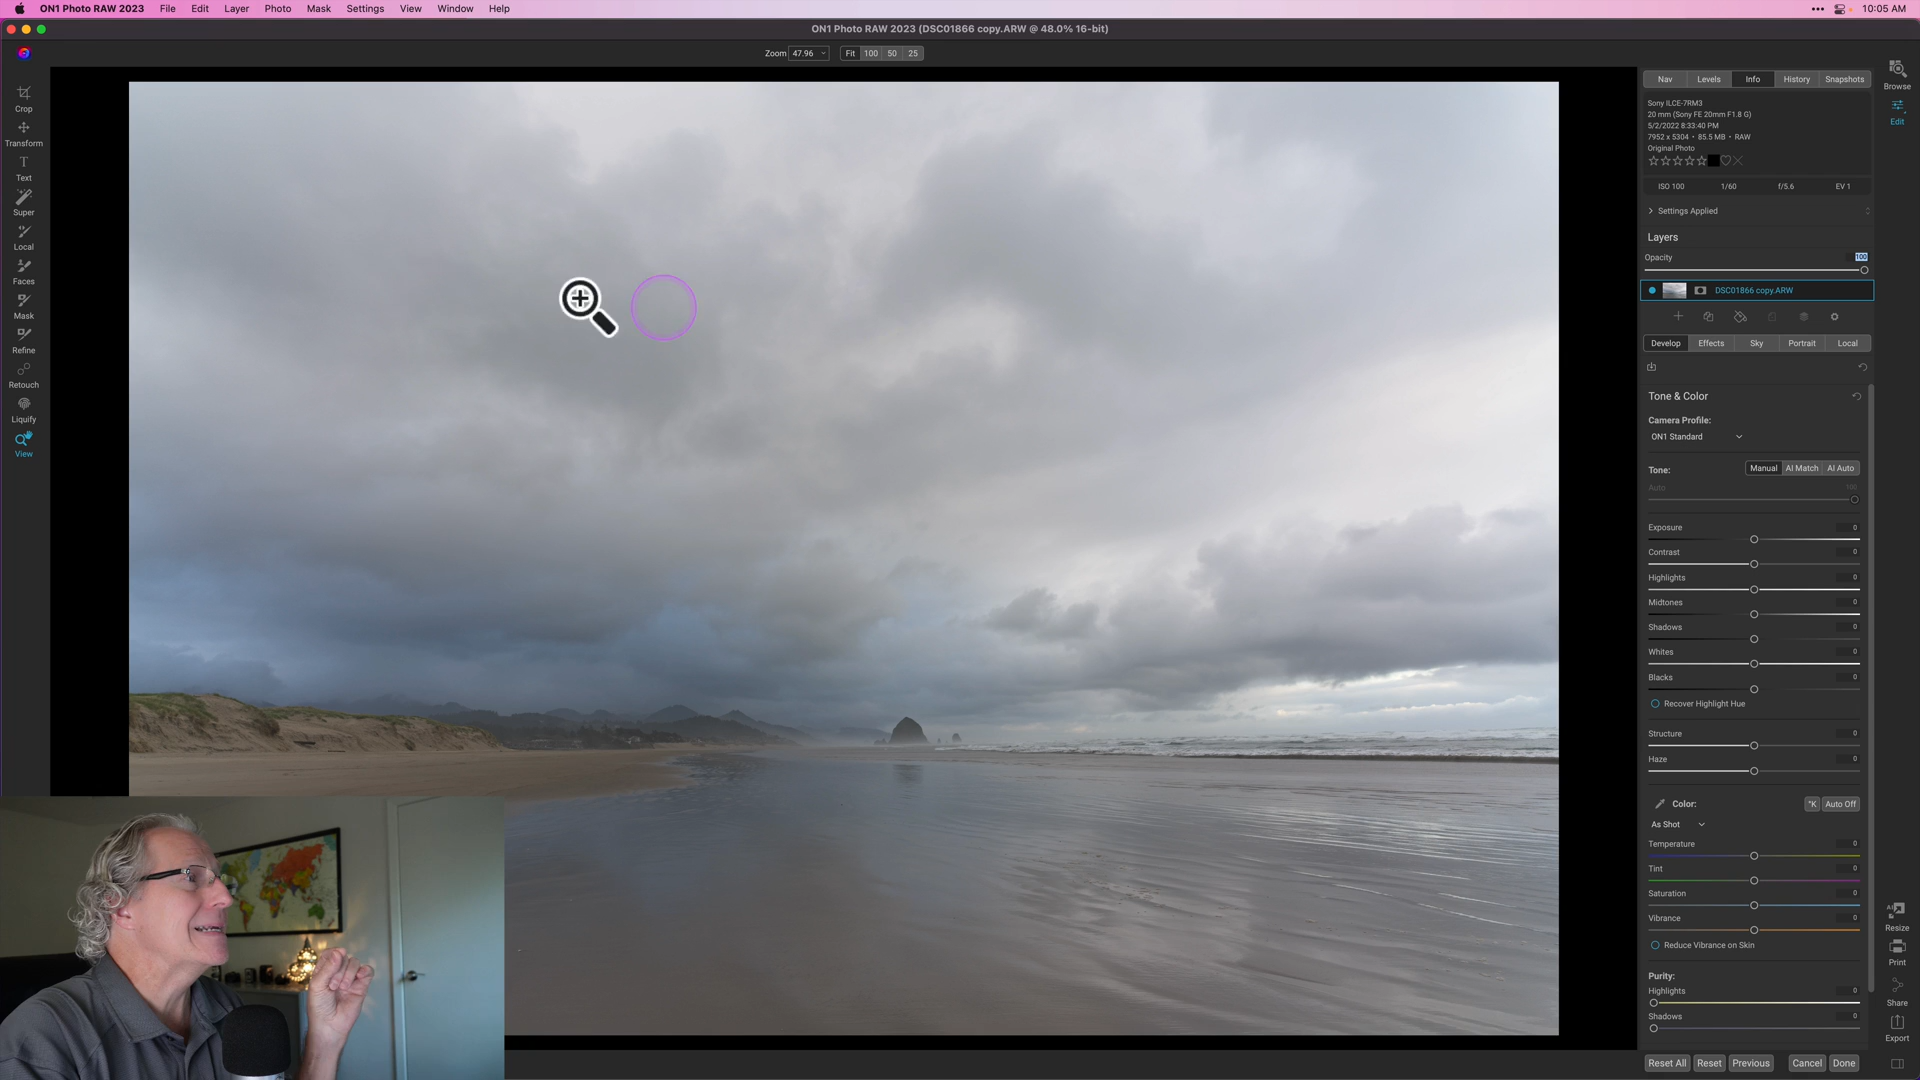 ON1 Photo RAW 2023 File Edit Layer Photo Mask Settings View Window Help 10:05 AM
ON1 Photo RAW 2023 (DSC01866 copy.ARW @ 48.0% 16-bit)
Zoom 47.96 Fit 100 50 25
Crop
Transform
Text
Super
Local
Faces
Mask
Refine
Retouch
Liquify
View
Nav Levels Info History Snapshots
Sony ILCE-7RM3
20 mm (Sony FE 20mm F1.8 G)
5/2/2022 8:33:40 PM
7952 x 5304 • 85.5 MB • RAW
Original Photo
ISO 100 1/60 f/5.6 EV 1
Settings Applied
Layers
Opacity 100
DSC01866 copy.ARW
Develop Effects Sky Portrait Local
Tone & Color
Camera Profile:
ON1 Standard
Tone: Manual AI Match AI Auto
Auto 100
Exposure 0
Contrast 0
Highlights 0
Midtones 0
Shadows 0
Whites 0
Blacks 0
Recover Highlight Hue
Structure 0
Haze 0
Color: °K Auto Off
As Shot
Temperature 0
Tint 0
Saturation 0
Vibrance 0
Reduce Vibrance on Skin
Purity:
Highlights 0
Shadows 0
Reset All Reset Previous Cancel Done
Browse
Edit
AI
Resize
Print
Share
Export